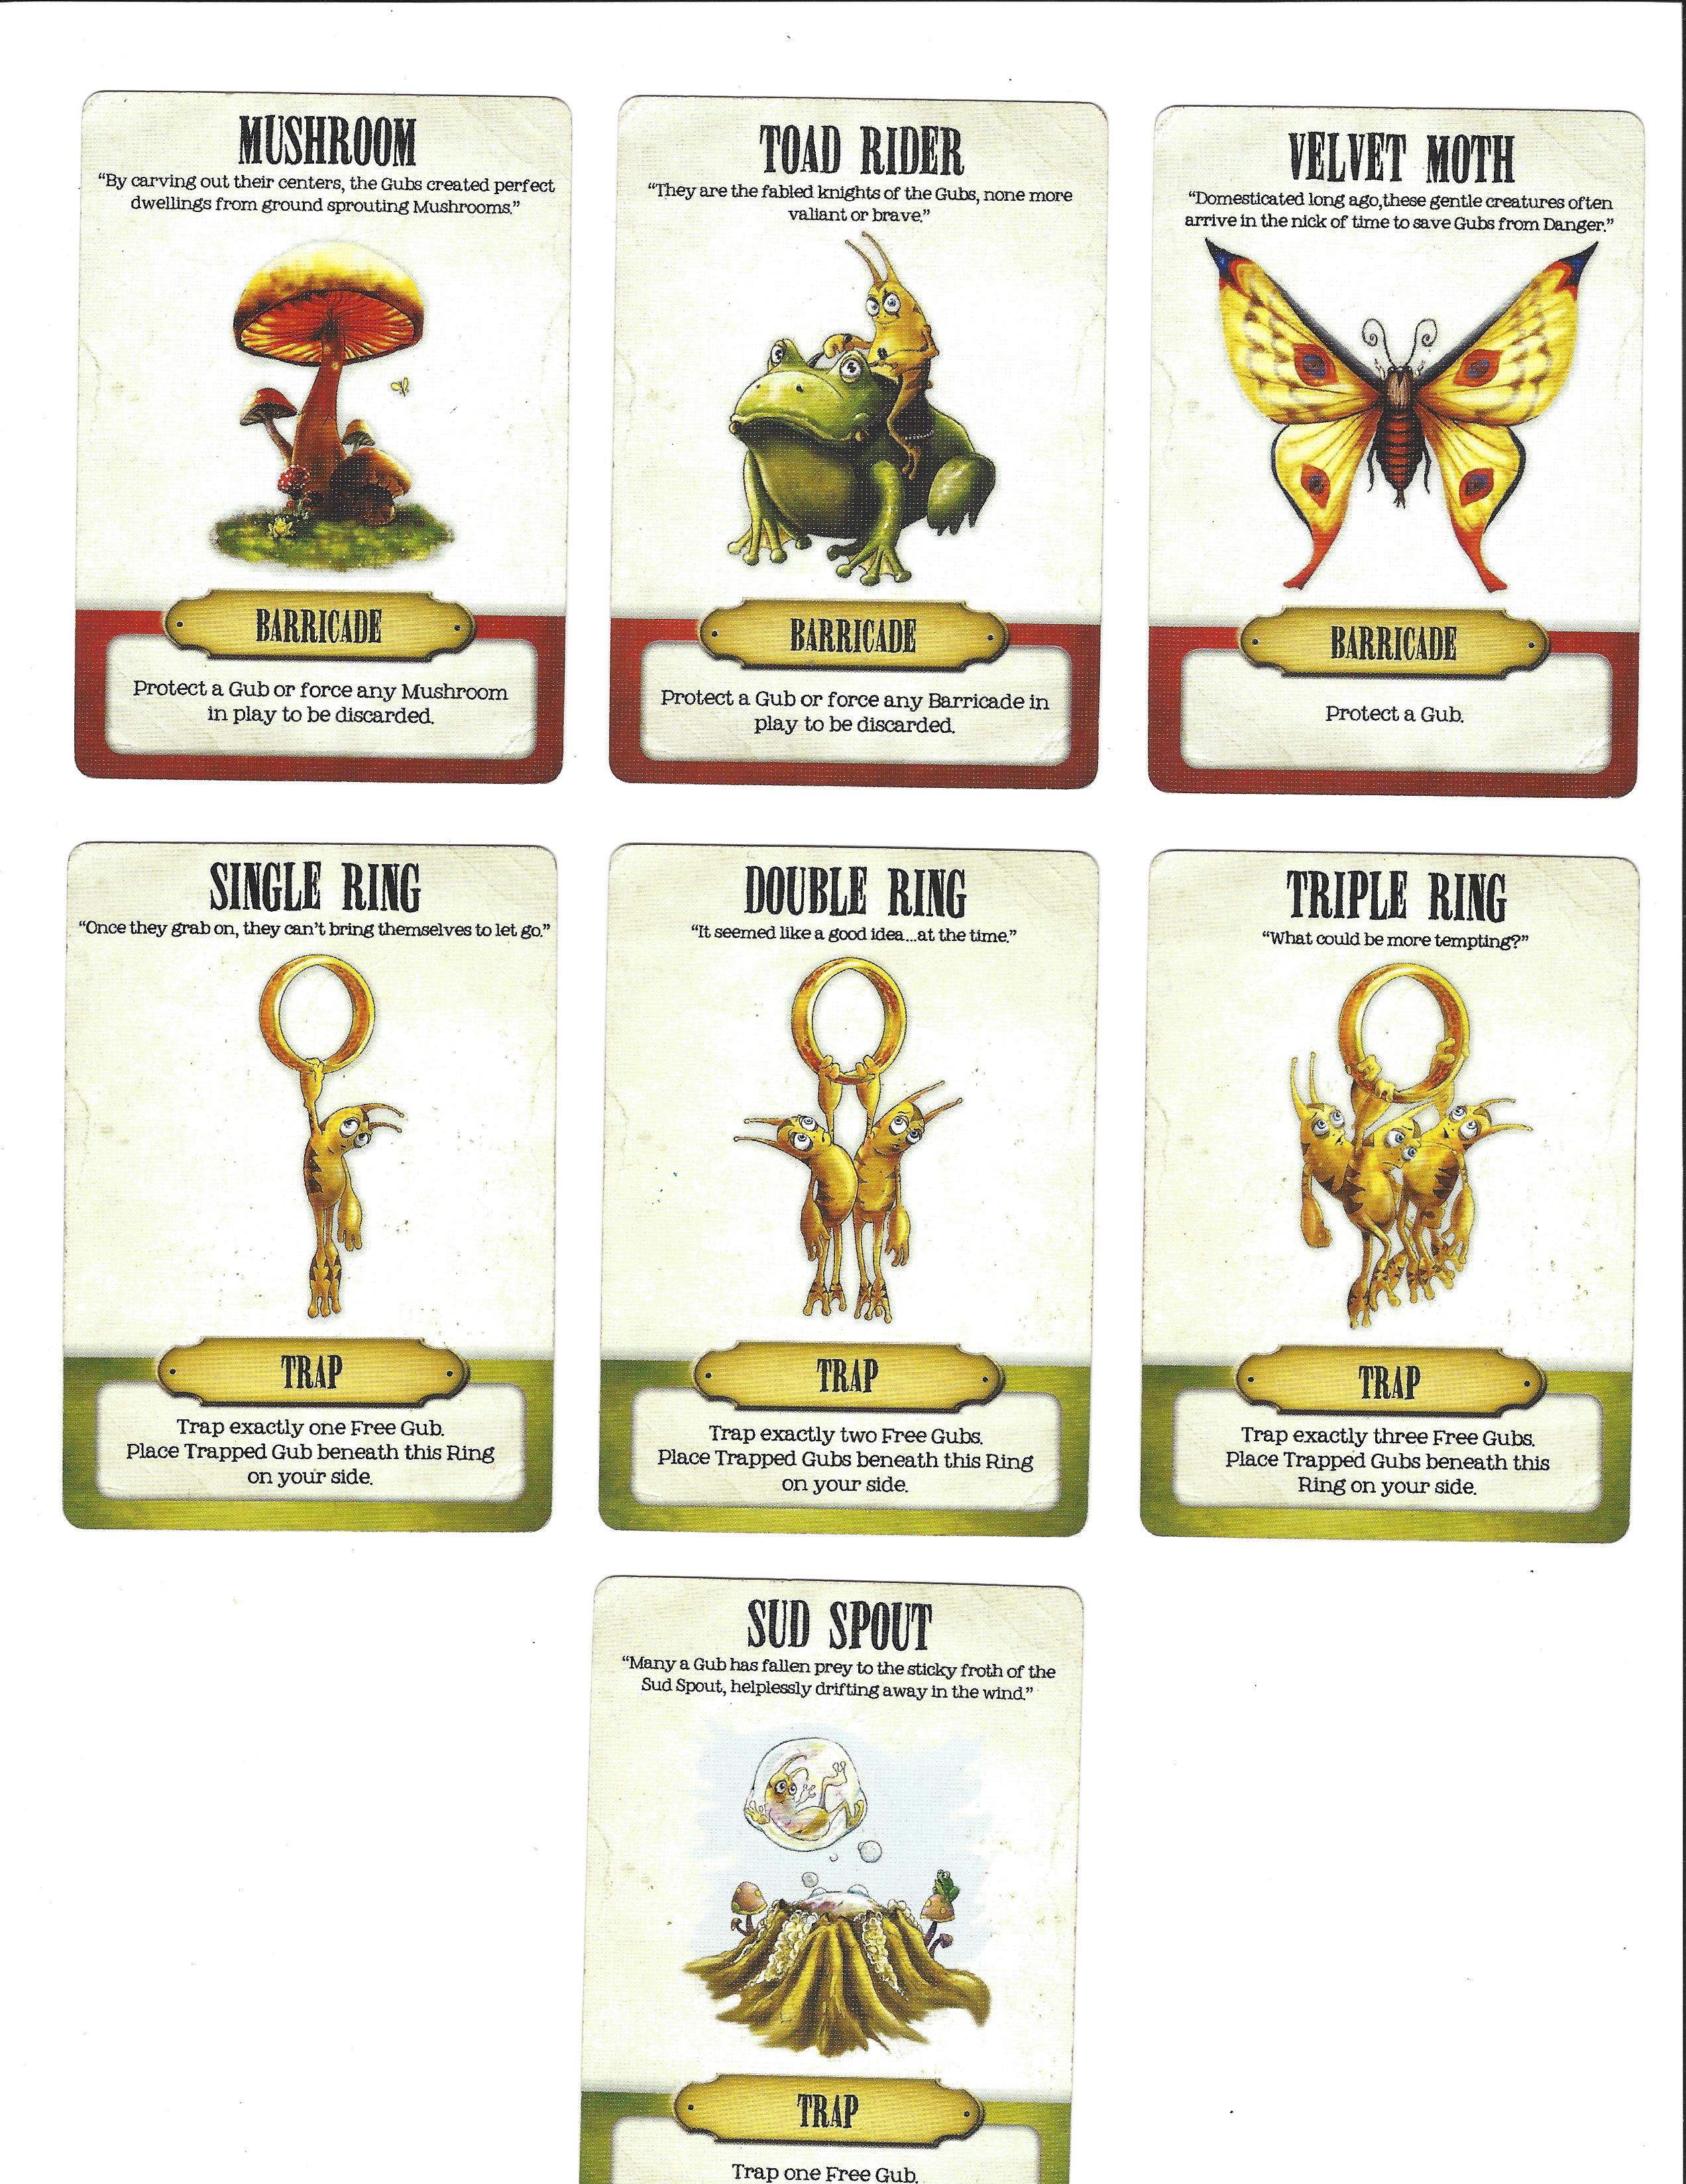 MUSHROOM
“By carving out their centers, the Gubs created perfect
dwellings from ground sprouting Mushrooms.”
BARRICADE
Protect a Gub or force any Mushroom
in play to be discarded.
TOAD RIDER
“They are the fabled knights of the Gubs, none more
valiant or brave.”
BARRICADE
Protect a Gub or force any Barricade in
play to be discarded.
VELVET MOTH
“Domesticated long ago,these gentle creatures often
arrive in the nick of time to save Gubs from Danger.”
BARRICADE
Protect a Gub.
SINGLE RING
“Once they grab on, they can’t bring themselves to let go.”
TRAP
Trap exactly one Free Gub.
Place Trapped Gub beneath this Ring
on your side.
DOUBLE RING
“It seemed like a good idea...at the time.”
TRAP
Trap exactly two Free Gubs.
Place Trapped Gubs beneath this Ring
on your side.
TRIPLE RING
“What could be more tempting?”
TRAP
Trap exactly three Free Gubs.
Place Trapped Gubs beneath this
Ring on your side.
SUD SPOUT
“Many a Gub has fallen prey to the sticky froth of the
Sud Spout, helplessly drifting away in the wind.”
TRAP
Trap one Free Gub.